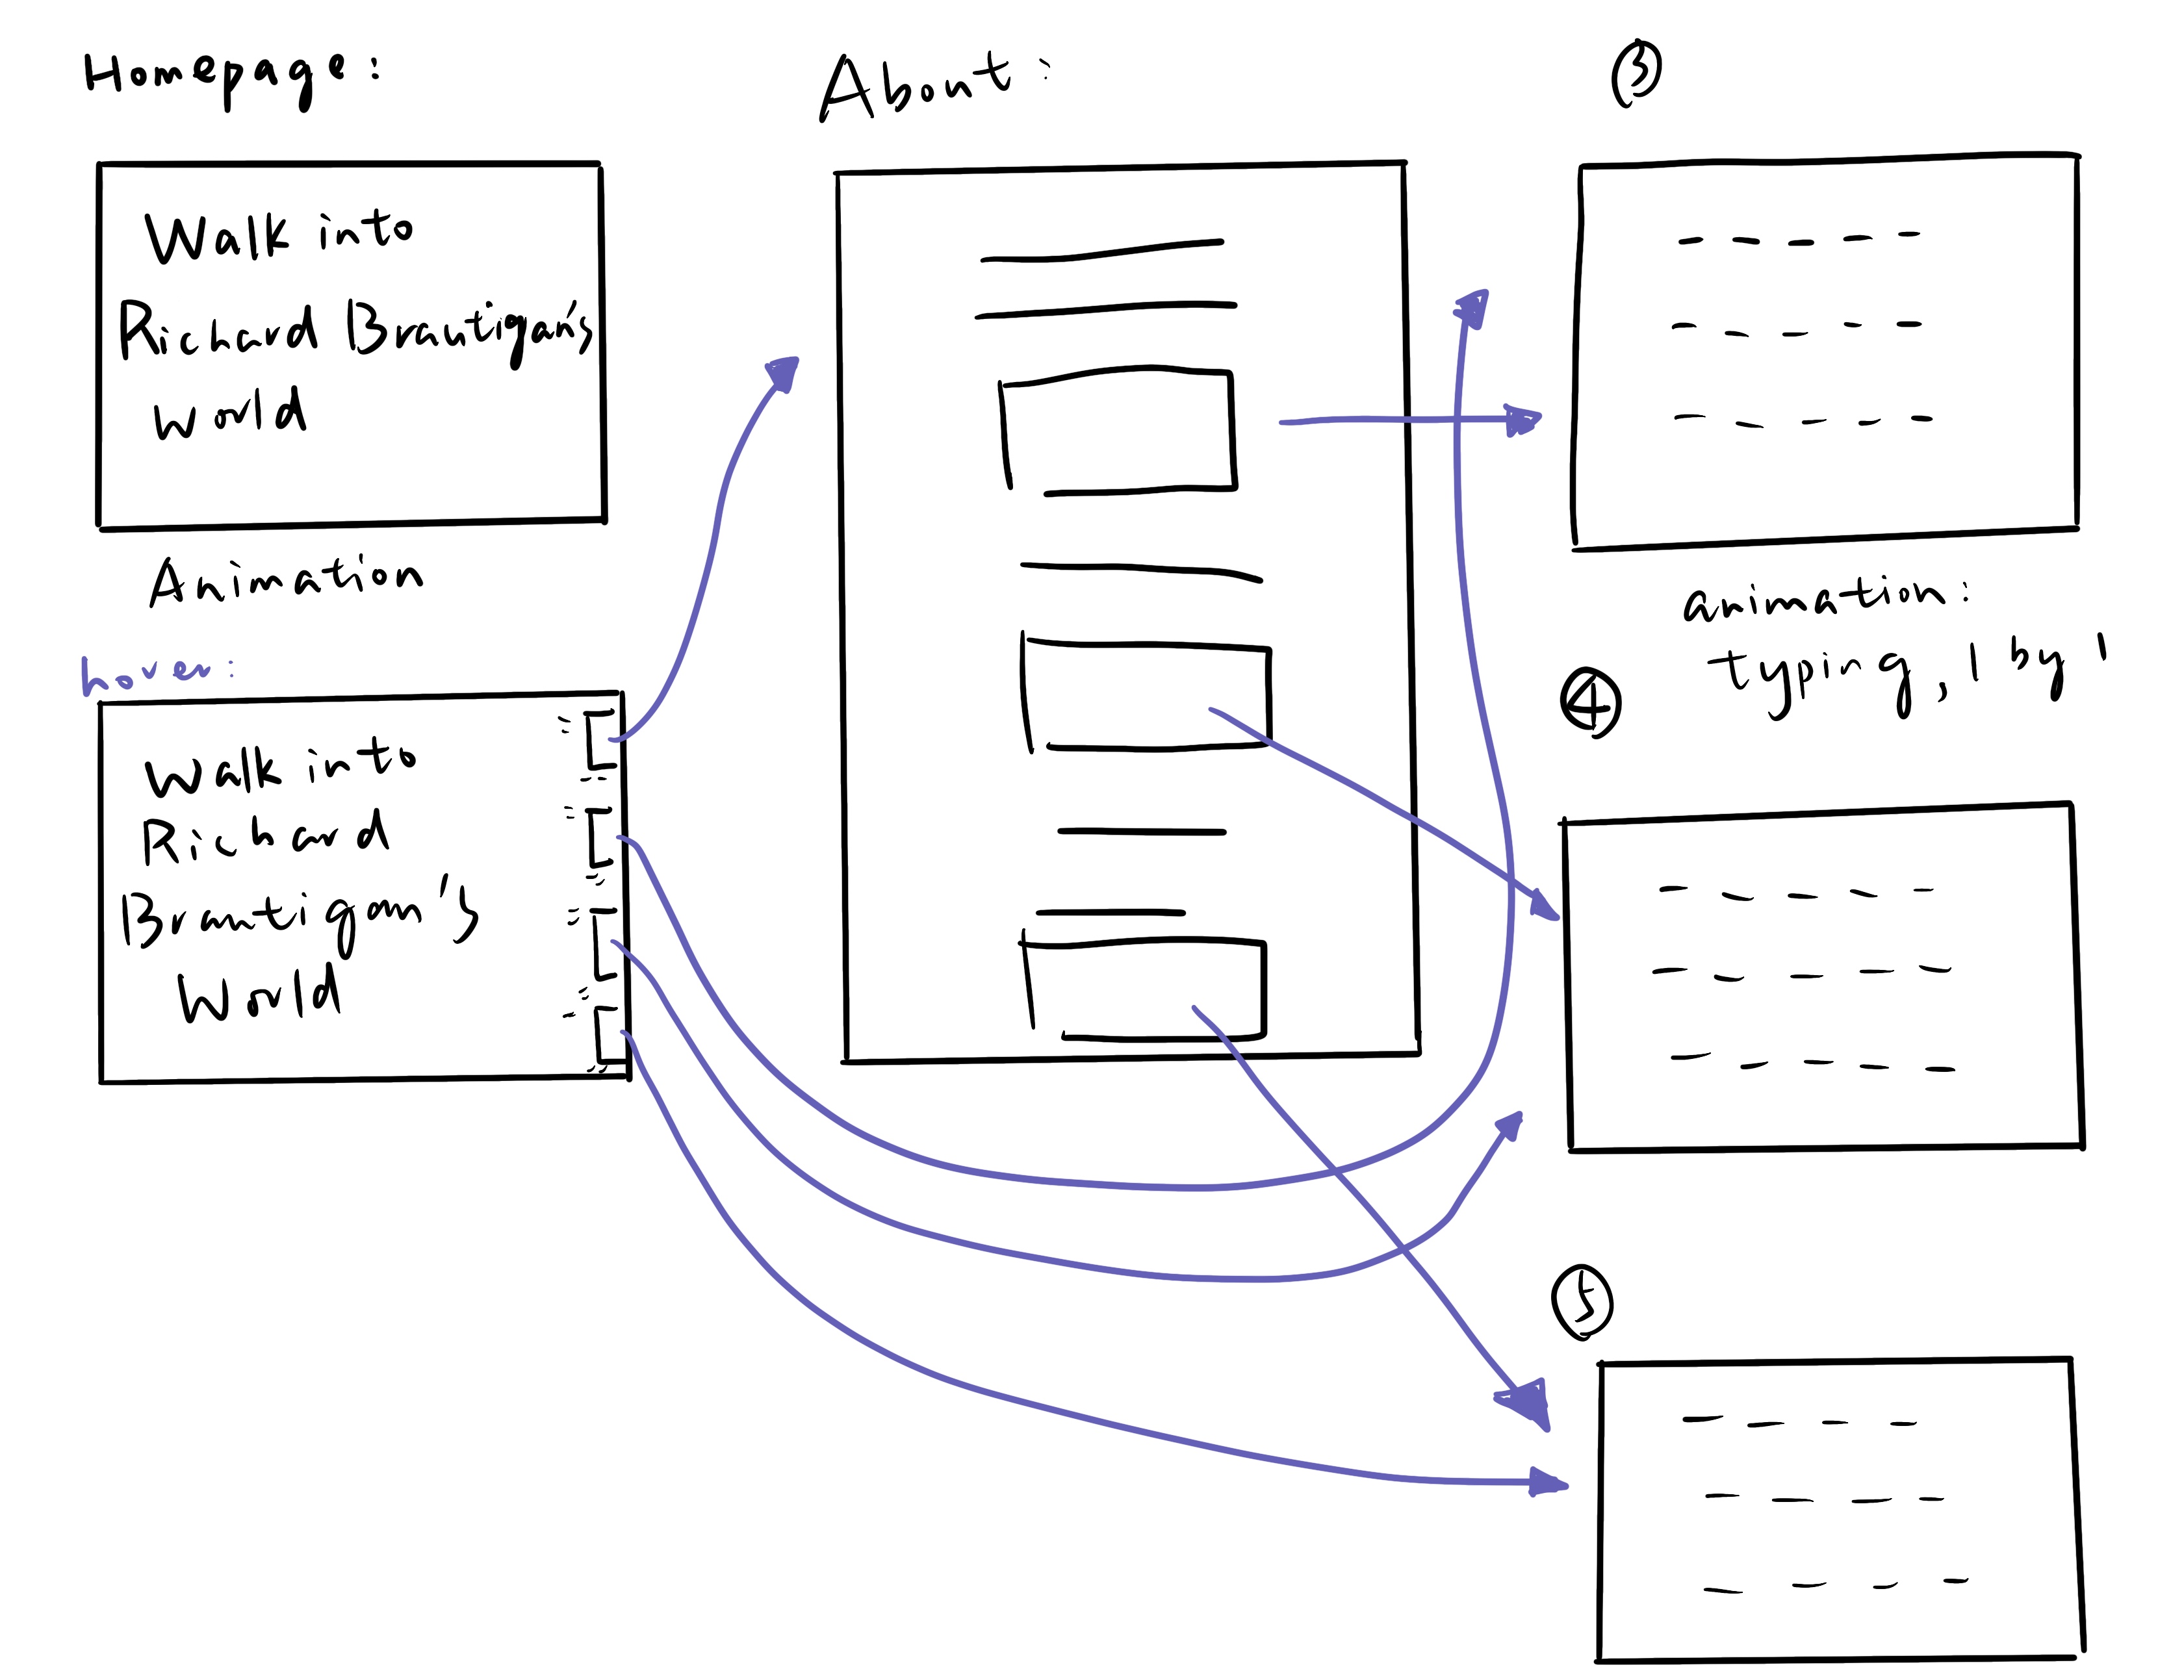 Homepage:
Walk into
Richard Brautigan's
world
Animation
hover:
Walk into
Richard
Brautigan's
World
About:
3
animation:
typing, 1 by 1
4
5